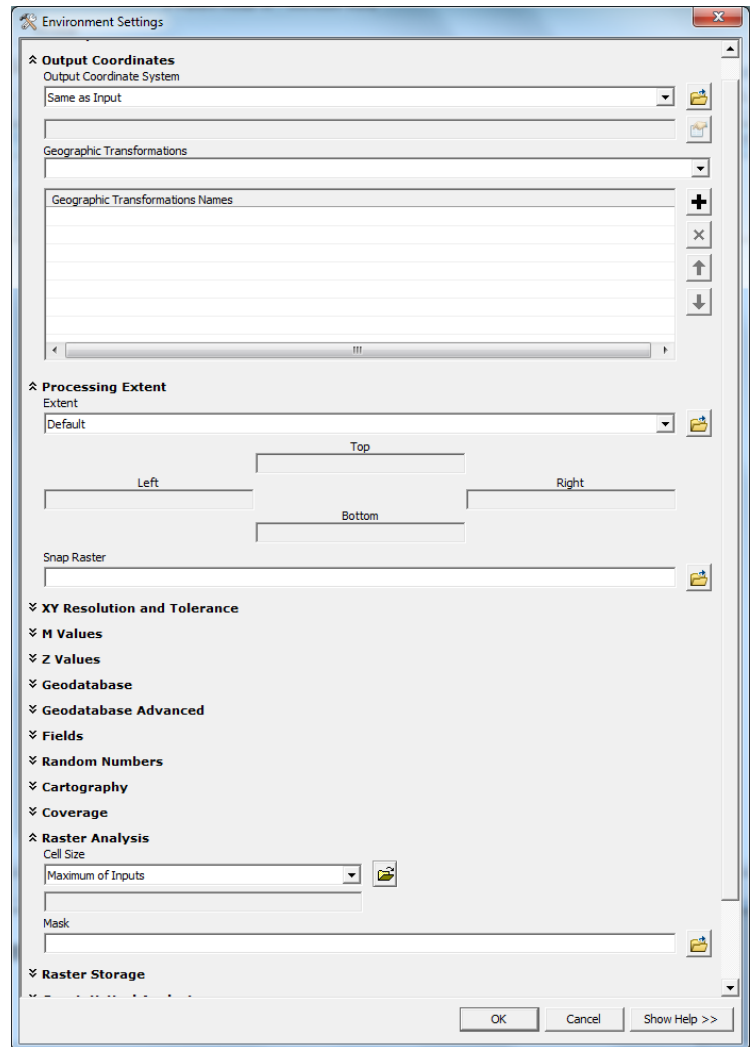 Environment Settings
Output Coordinates
Output Coordinate System
Same as Input
Geographic Transformations
Geographic Transformations Names
Processing Extent
Extent
Default
Top
Left
Right
Bottom
Snap Raster
XY Resolution and Tolerance
M Values
Z Values
Geodatabase
Geodatabase Advanced
Fields
Random Numbers
Cartography
Coverage
Raster Analysis
Cell Size
Maximum of Inputs
Mask
Raster Storage
OK Cancel Show Help >>